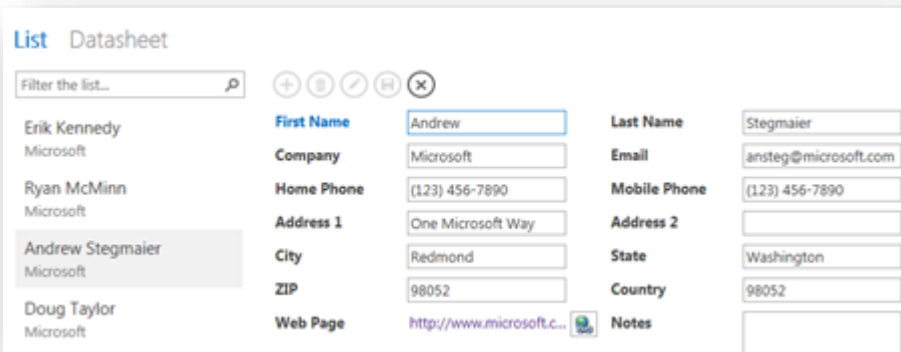 List Datasheet
Filter the list...
Erik Kennedy
Microsoft
Ryan McMinn
Microsoft
Andrew Stegmaier
Microsoft
Doug Taylor
Microsoft
First Name Andrew Last Name Stegmaier
Company Microsoft Email ansteg@microsoft.com
Home Phone (123) 456-7890 Mobile Phone (123) 456-7890
Address 1 One Microsoft Way Address 2
City Redmond State Washington
ZIP 98052 Country 98052
Web Page http://www.microsoft.c... Notes